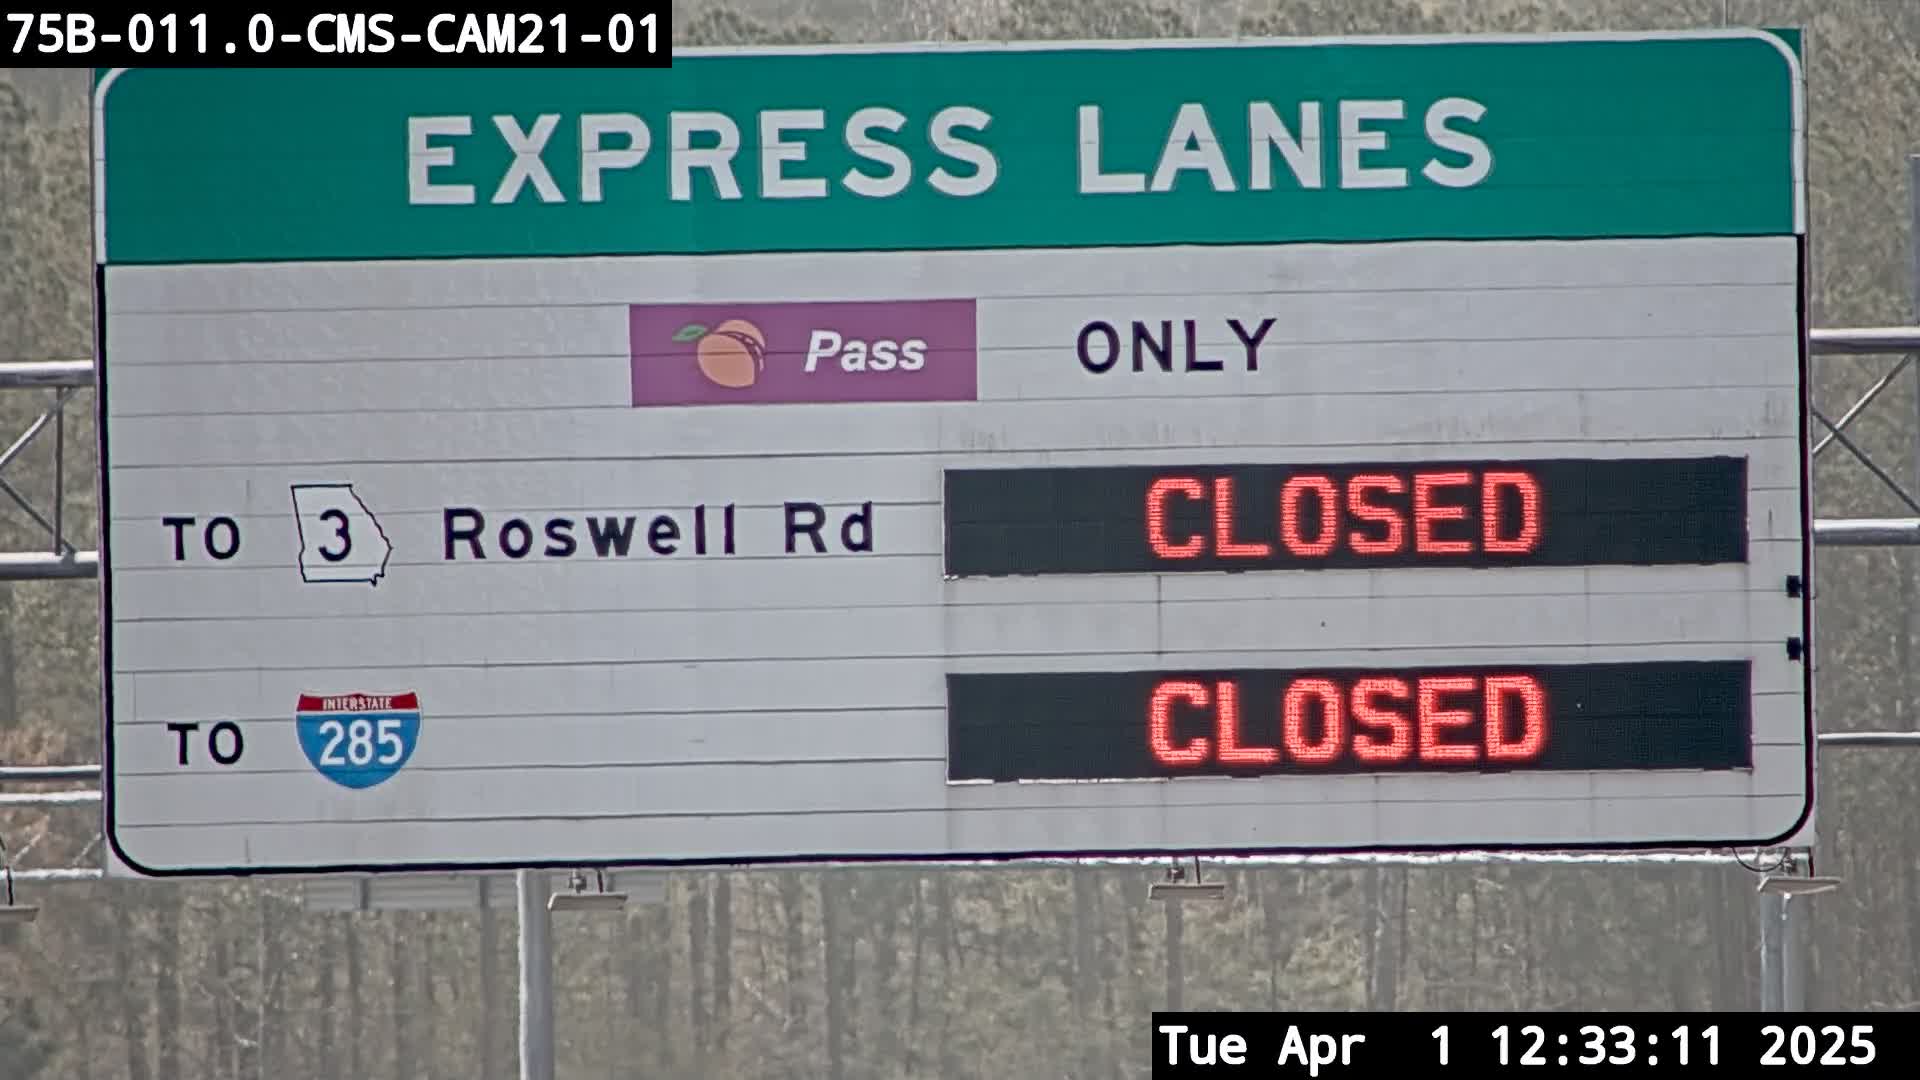 75B-011.0-CMS-CAM21-01
EXPRESS LANES
Pass ONLY
TO 3 Roswell Rd CLOSED
INTERSTATE
TO 285 CLOSED
Tue Apr 1 12:33:11 2025